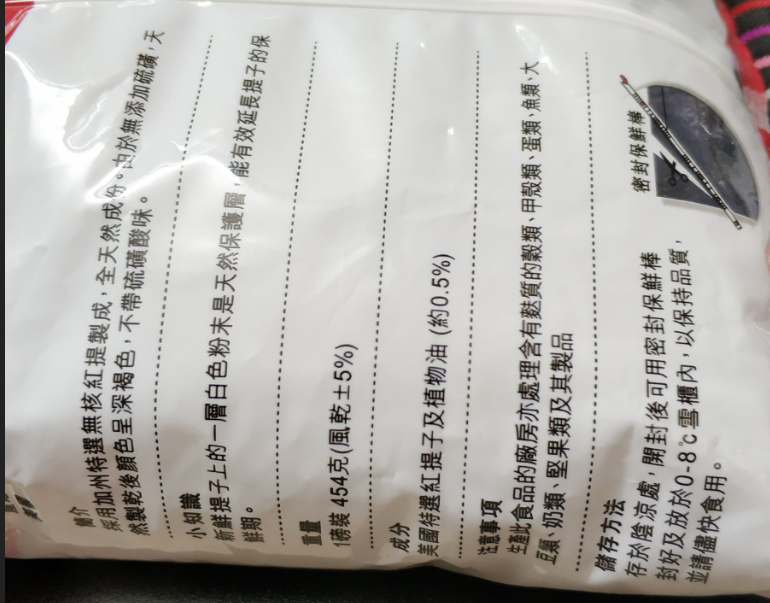 簡介
採用加州特選無核紅提製成，全天然成份。由於無添加硫磺，天
然製乾後顏色呈深褐色，不帶硫磺酸味。
小知識
新鮮提子上的一層白色粉末是天然保護層，能有效延長提子的保
鮮期。
重量
1磅裝 454克(風乾±5%)
成分
美國特選紅提子及植物油 (約0.5%)
注意事項
生產此食品的廠房亦處理含有麩質的穀類、甲殼類、蛋類、魚類、大
豆類、奶類、堅果類及其製品
儲存方法
存於陰涼處，開封後可用密封保鮮棒
封好及放於0-8℃雪櫃內，以保持品質，
並請儘快食用。
密封保鮮棒